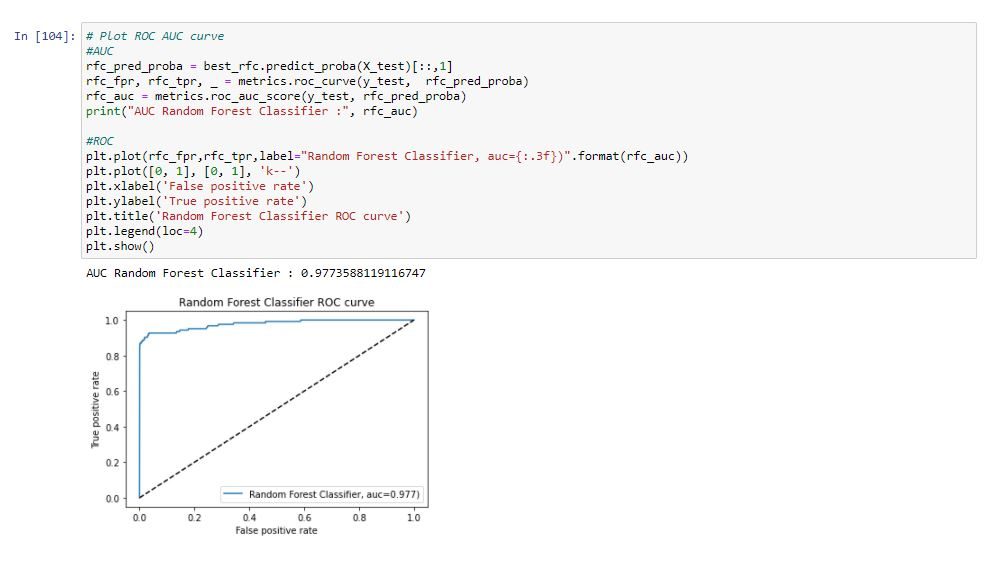 In [104]:
# Plot ROC AUC curve
#AUC
rfc_pred_proba = best_rfc.predict_proba(X_test)[::,1]
rfc_fpr, rfc_tpr, _ = metrics.roc_curve(y_test,  rfc_pred_proba)
rfc_auc = metrics.roc_auc_score(y_test, rfc_pred_proba)
print("AUC Random Forest Classifier :", rfc_auc)
#ROC
plt.plot(rfc_fpr,rfc_tpr,label="Random Forest Classifier, auc={:.3f})".format(rfc_auc))
plt.plot([0, 1], [0, 1], 'k--')
plt.xlabel('False positive rate')
plt.ylabel('True positive rate')
plt.title('Random Forest Classifier ROC curve')
plt.legend(loc=4)
plt.show()
AUC Random Forest Classifier : 0.9773588119116747
Random Forest Classifier ROC curve
True positive rate
1.0
0.8
0.6
0.4
0.2
0.0
Random Forest Classifier, auc=0.977)
0.0 0.2 0.4 0.6 0.8 1.0
False positive rate